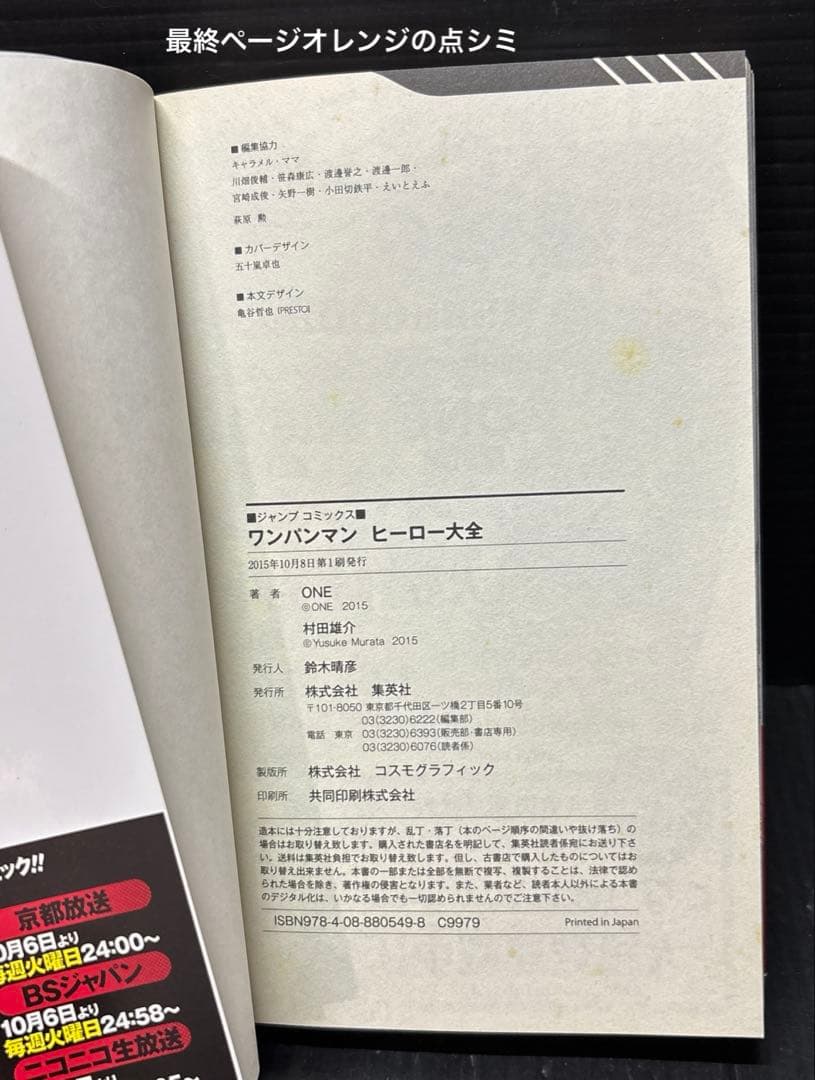 最終ページオレンジの点シミ
■編集協力
キャラメル・ママ
川畑俊輔・笹森康広・渡邊誉之・渡邊一郎・
宮崎成俊・矢野一樹・小田切鉄平・えいとえふ
萩原 勲
■カバーデザイン
五十嵐卓也
■本文デザイン
亀谷哲也 [PRESTO]
■ジャンプ コミックス■
ワンパンマン ヒーロー大全
2015年10月8日第1刷発行
著 者 ONE
©ONE 2015
村田雄介
©Yusuke Murata 2015
発行人 鈴木晴彦
発行所 株式会社 集英社
〒101-8050 東京都千代田区一ツ橋2丁目5番10号
03(3230)6222(編集部)
電話 東京 03(3230)6393(販売部・書店専用)
03(3230)6076(読者係)
製版所 株式会社 コスモグラフィック
印刷所 共同印刷株式会社
造本には十分注意しておりますが、乱丁・落丁（本のページ順序の間違いや抜け落ち）の
場合はお取り替え致します。購入された書店名を明記して、集英社読者係宛にお送り下さ
い。送料は集英社負担でお取り替え致します。但し、古書店で購入したものについてはお
取り替え出来ません。本書の一部または全部を無断で複写、複製することは、法律で認め
られた場合を除き、著作権の侵害となります。また、業者など、読者本人以外による本書
のデジタル化は、いかなる場合でも一切認められませんのでご注意下さい。
ISBN978-4-08-880549-8 C9979 Printed in Japan
ック!!
京都放送
0月6日より
毎週火曜日24:00〜
BSジャパン
10月6日より
毎週火曜日24:58〜
ニコニコ生放送